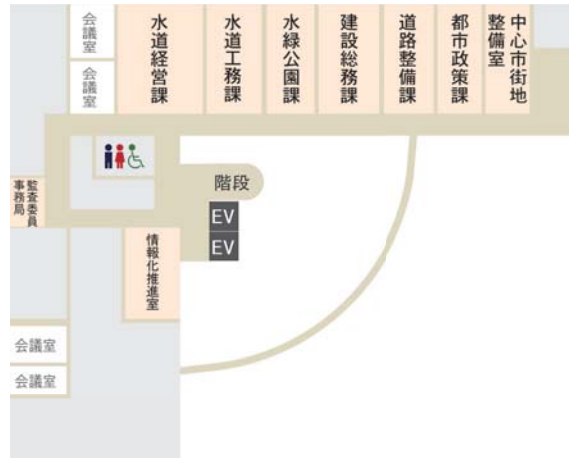 会議室
会議室
水道経営課
水道工務課
水緑公園課
建設総務課
道路整備課
都市政策課
中心市街地
整備室
階段
EV
EV
監査委員
事務局
情報化推進室
会議室
会議室